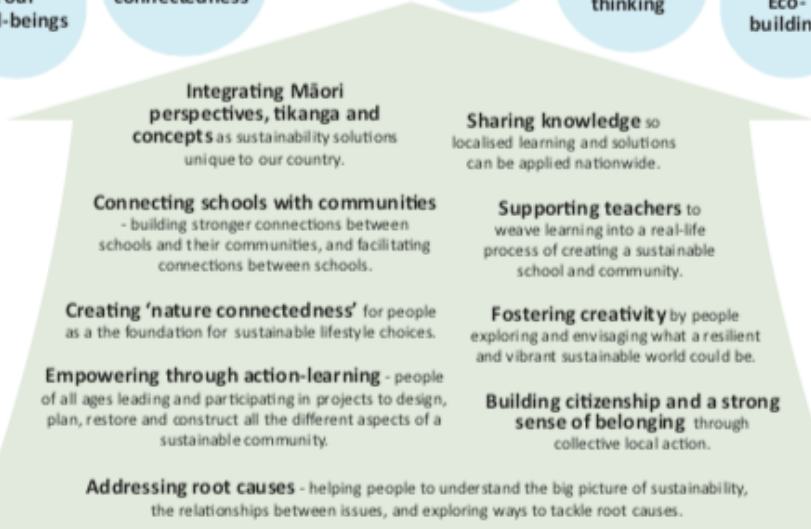 -beings
connectedness
thinking
Eco-
buildin
Integrating Māori
perspectives, tikanga and
concepts as sustainability solutions
unique to our country.
Connecting schools with communities
- building stronger connections between
schools and their communities, and facilitating
connections between schools.
Creating ‘nature connectedness’ for people
as a the foundation for sustainable lifestyle choices.
Empowering through action-learning - people
of all ages leading and participating in projects to design,
plan, restore and construct all the different aspects of a
sustainable community.
Sharing knowledge so
localised learning and solutions
can be applied nationwide.
Supporting teachers to
weave learning into a real-life
process of creating a sustainable
school and community.
Fostering creativity by people
exploring and envisaging what a resilient
and vibrant sustainable world could be.
Building citizenship and a strong
sense of belonging through
collective local action.
Addressing root causes - helping people to understand the big picture of sustainability,
the relationships between issues, and exploring ways to tackle root causes.